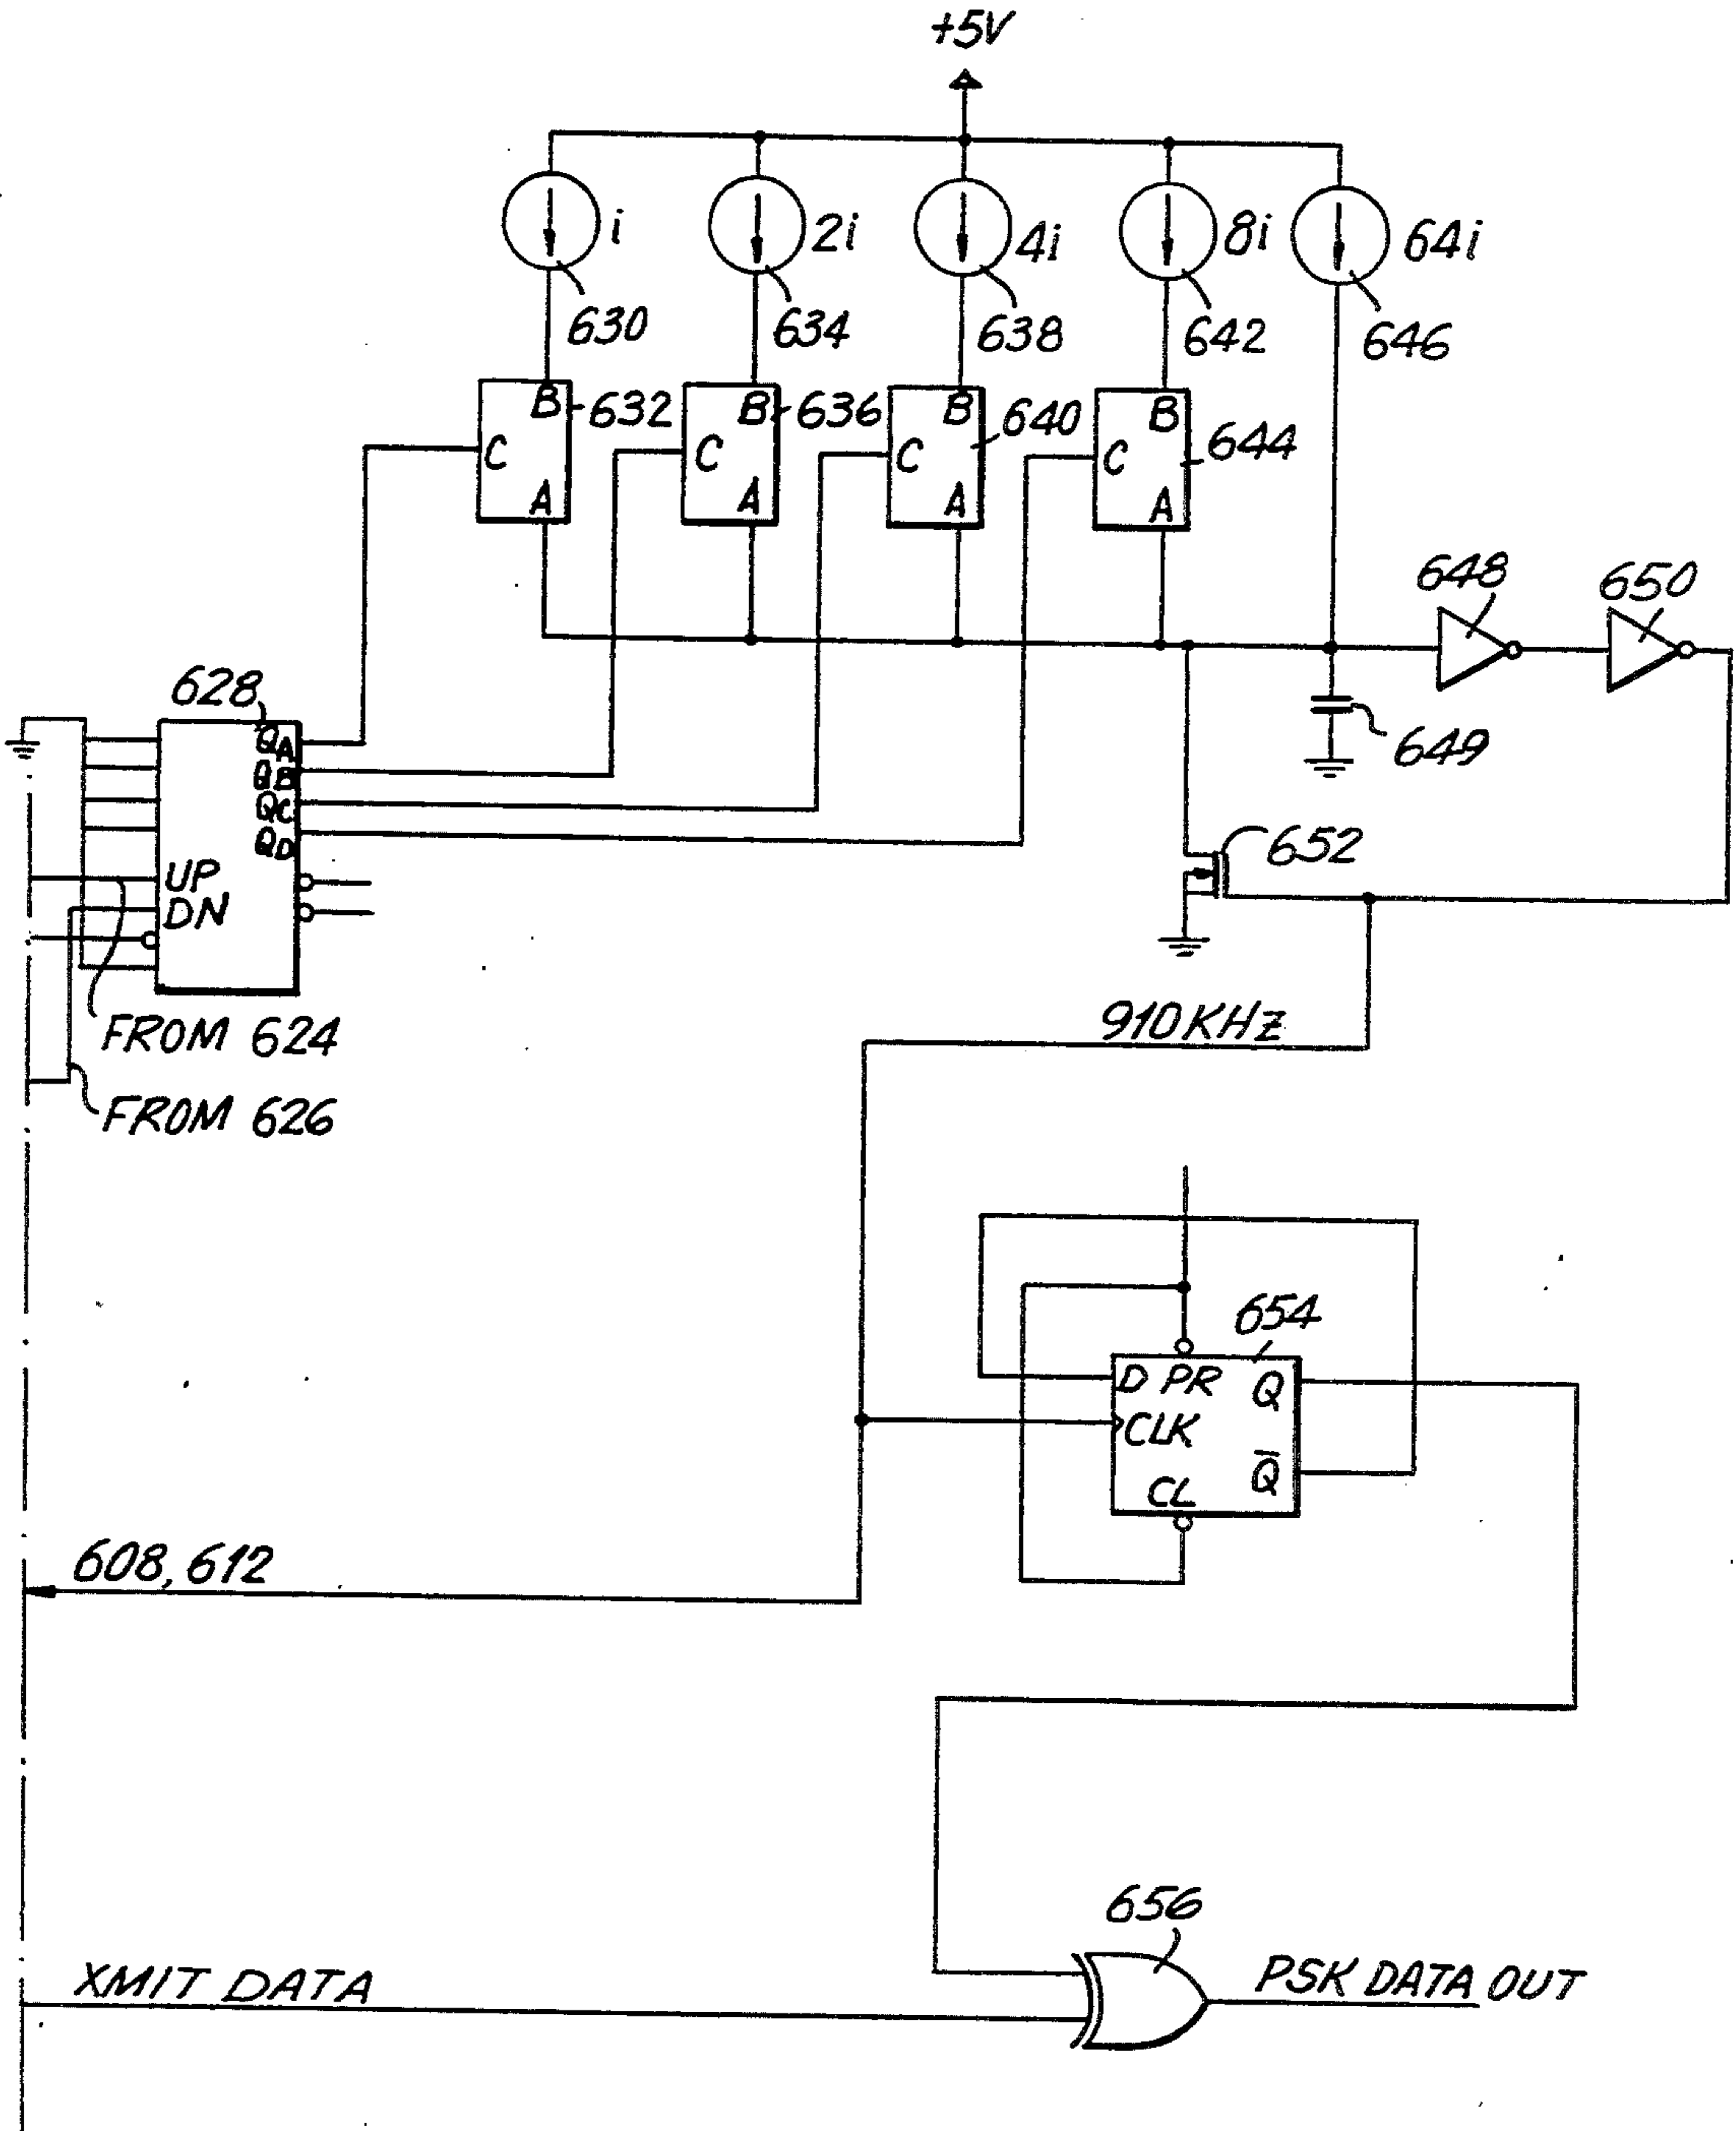 +5V
i
2i
4i
8i
64i
630
634
638
642
646
B
632
B
636
B
640
B
644
C
C
C
C
A
A
A
A
648
650
628
QA
QB
QC
QD
649
652
UP
DN
FROM 624
910KHZ
FROM 626
654
D PR Q
CLK
Q̅
CL
608, 612
656
XMIT DATA
PSK DATA OUT